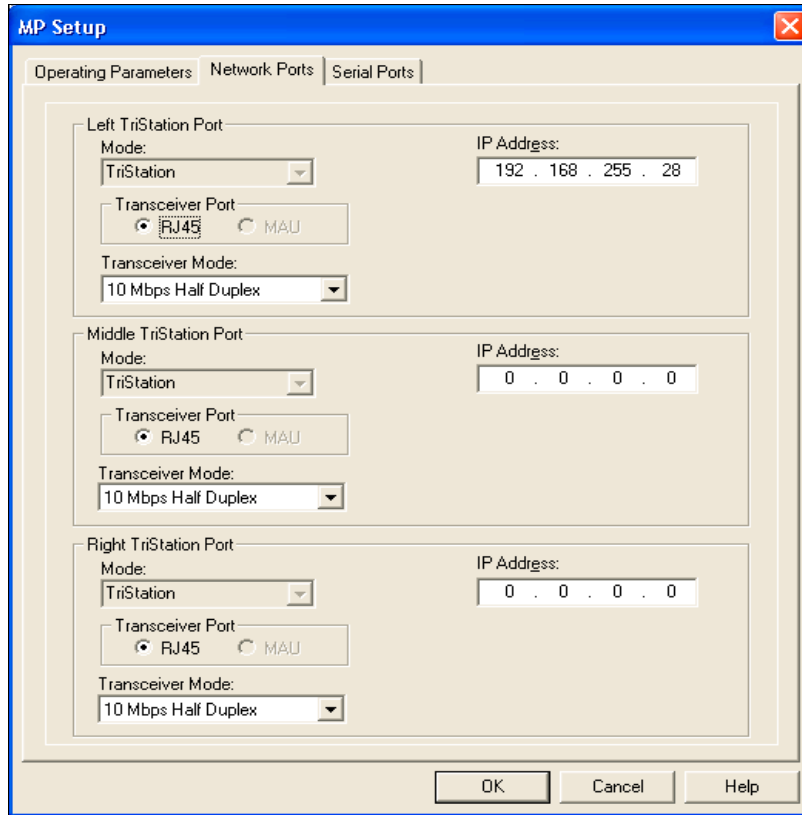 MP Setup
Operating Parameters Network Ports Serial Ports
Left TriStation Port
Mode: IP Address:
TriStation 192 . 168 . 255 . 28
Transceiver Port
RJ45 MAU
Transceiver Mode:
10 Mbps Half Duplex
Middle TriStation Port
Mode: IP Address:
TriStation 0 . 0 . 0 . 0
Transceiver Port
RJ45 MAU
Transceiver Mode:
10 Mbps Half Duplex
Right TriStation Port
Mode: IP Address:
TriStation 0 . 0 . 0 . 0
Transceiver Port
RJ45 MAU
Transceiver Mode:
10 Mbps Half Duplex
OK Cancel Help